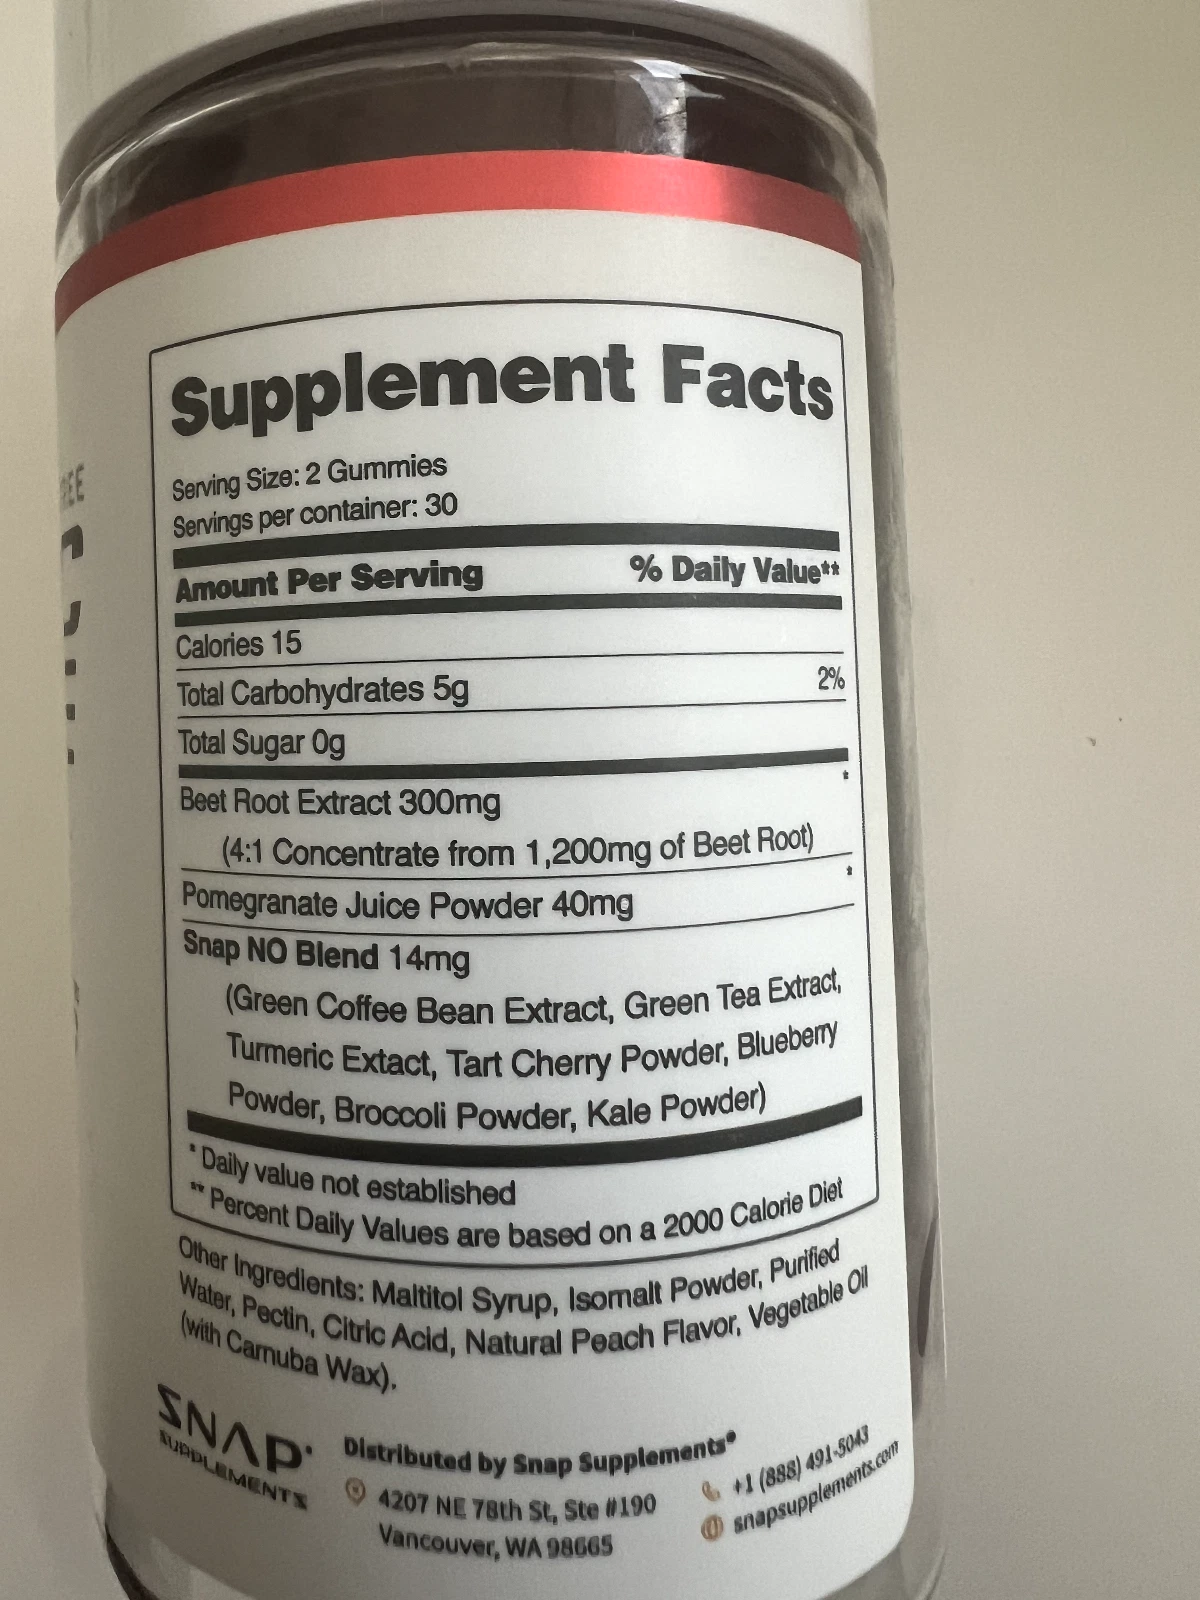 Supplement Facts
Serving Size: 2 Gummies
Servings per container: 30
Amount Per Serving % Daily Value**
Calories 15
Total Carbohydrates 5g 2%
Total Sugar 0g
*
Beet Root Extract 300mg
(4:1 Concentrate from 1,200mg of Beet Root)
*
Pomegranate Juice Powder 40mg
Snap NO Blend 14mg
(Green Coffee Bean Extract, Green Tea Extract,
Turmeric Extact, Tart Cherry Powder, Blueberry
Powder, Broccoli Powder, Kale Powder)
* Daily value not established
** Percent Daily Values are based on a 2000 Calorie Diet
Other Ingredients: Maltitol Syrup, Isomalt Powder, Purified
Water, Pectin, Citric Acid, Natural Peach Flavor, Vegetable Oil
(with Carnuba Wax).
SNAP
SUPPLEMENTS
Distributed by Snap Supplements®
4207 NE 78th St, Ste #190
Vancouver, WA 98665
+1 (888) 491-5043
snapsupplements.com